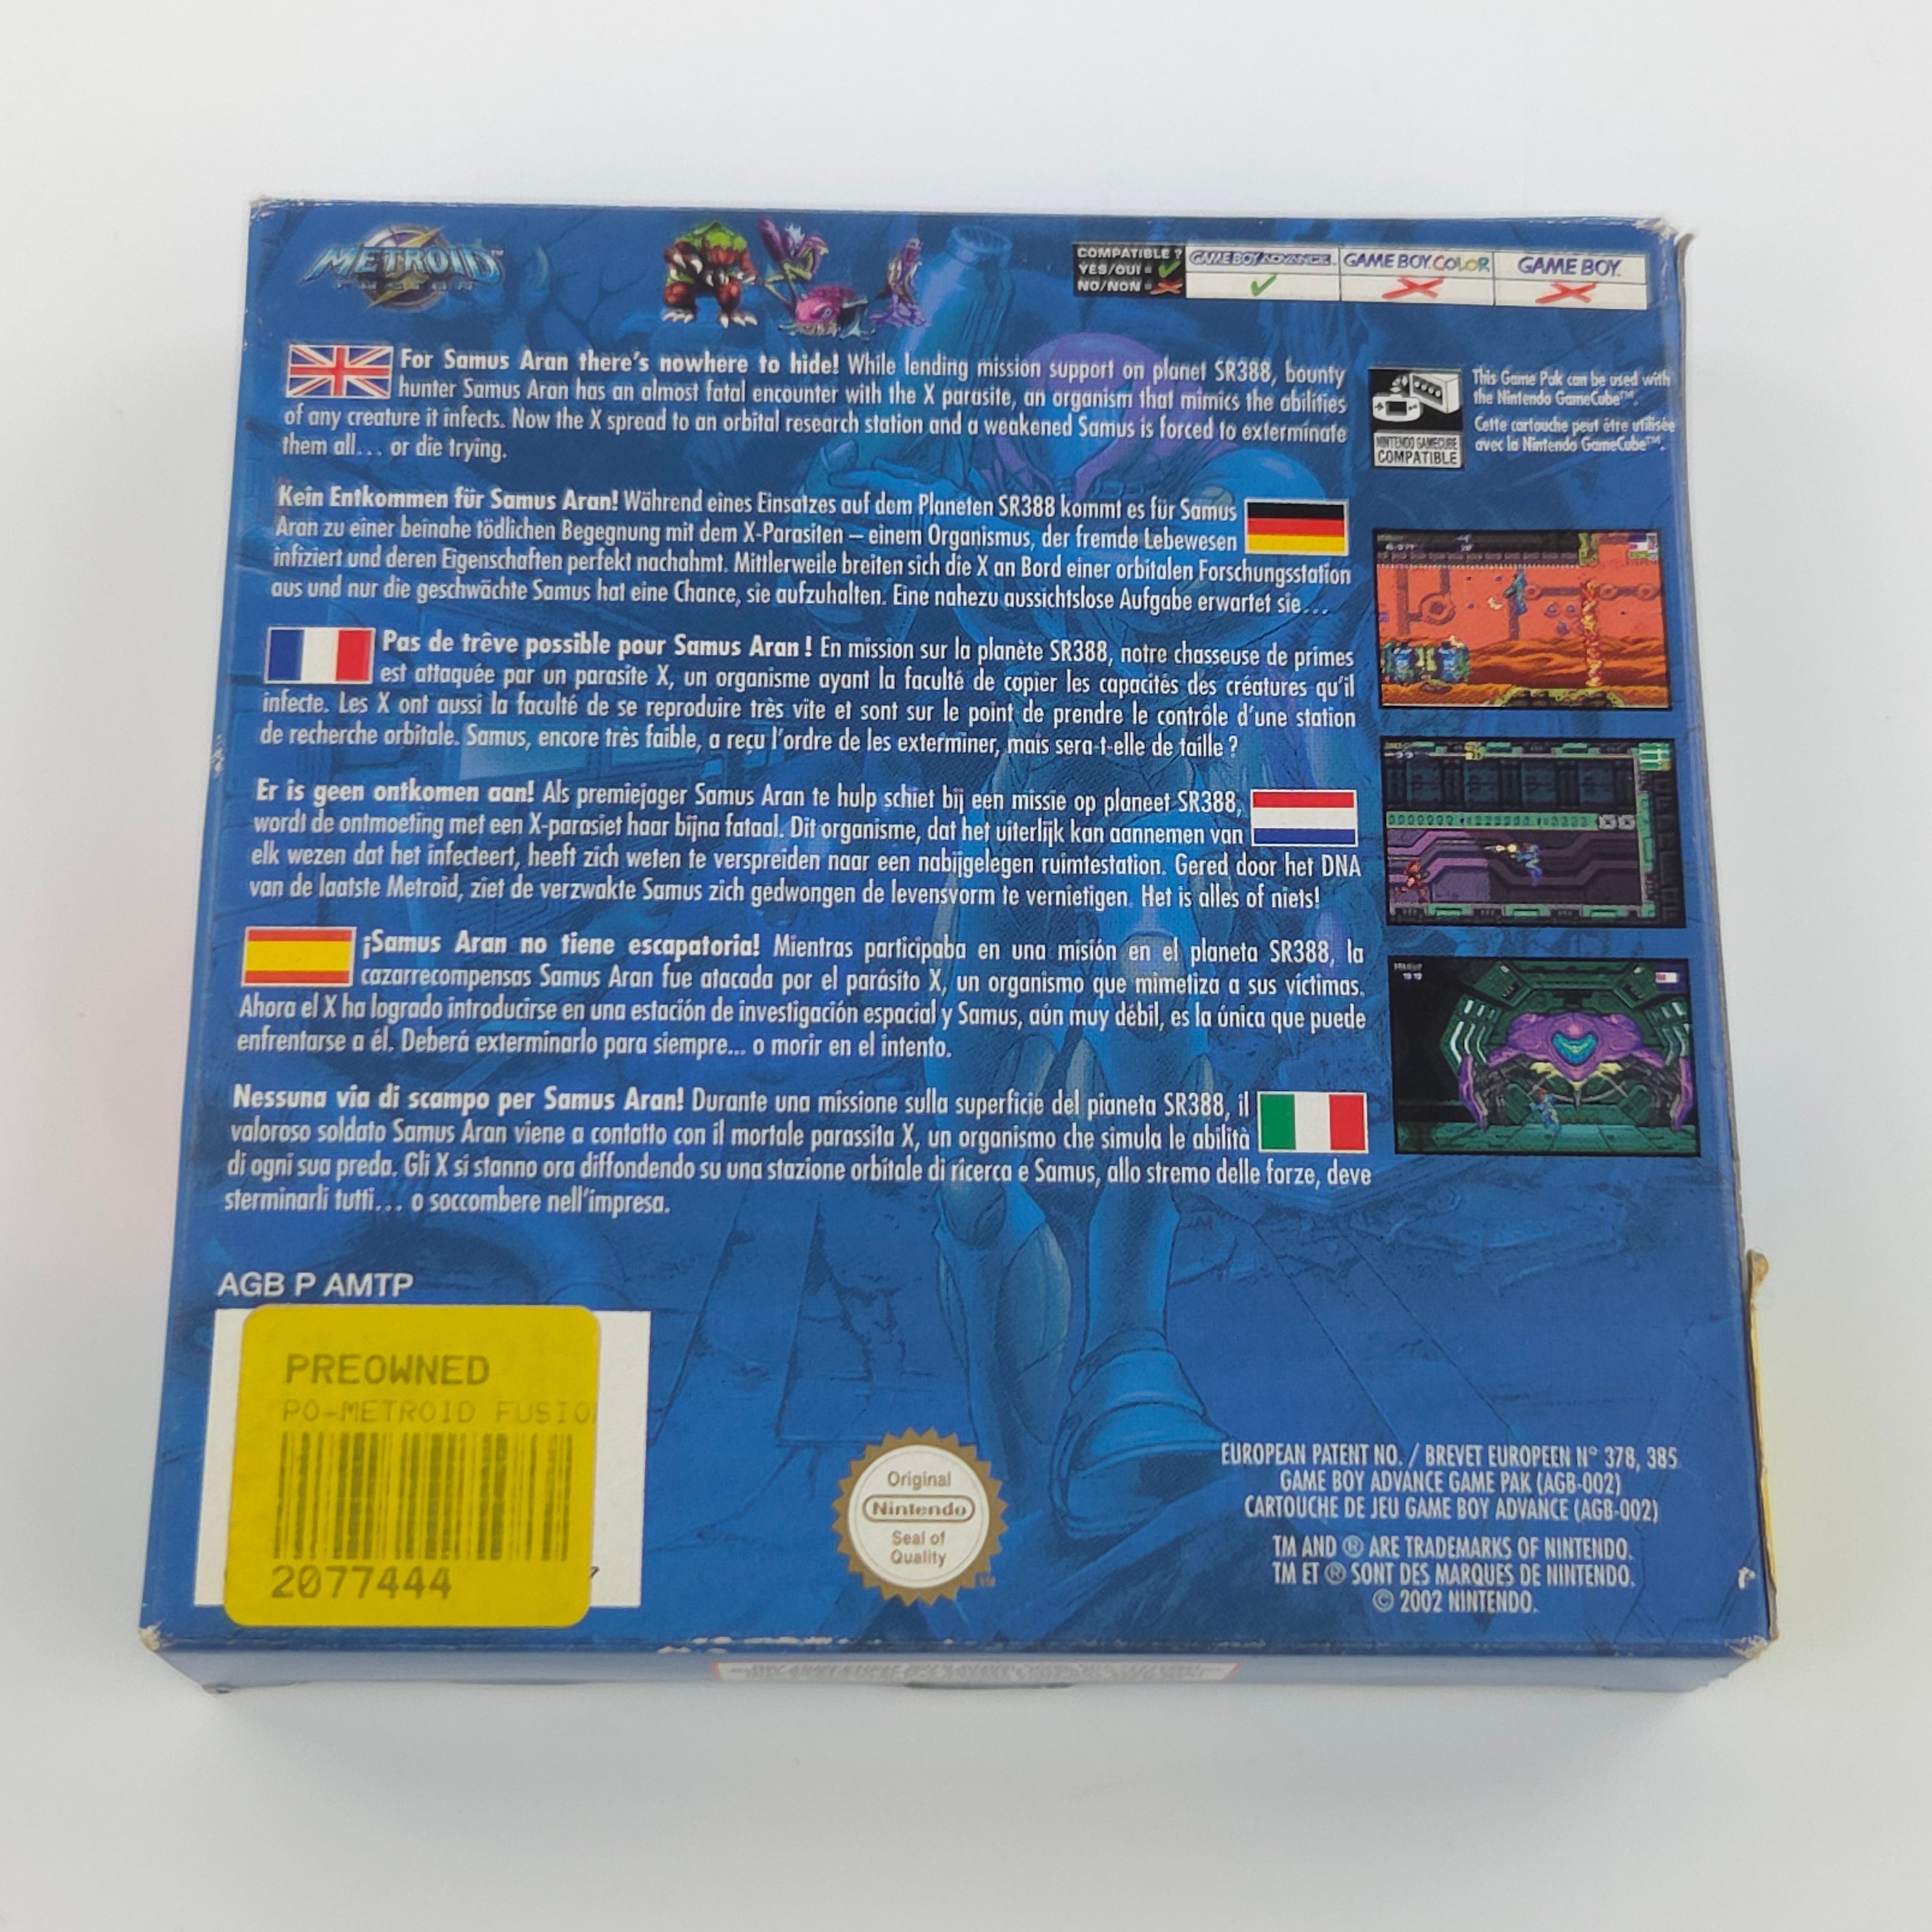 METROID
FUSION
COMPATIBLE ?
YES/OUI =
NO/NON =
GAME BOY ADVANCE
GAME BOY COLOR
GAME BOY
For Samus Aran there's nowhere to hide! While lending mission support on planet SR388, bounty
hunter Samus Aran has an almost fatal encounter with the X parasite, an organism that mimics the abilities
of any creature it infects. Now the X spread to an orbital research station and a weakened Samus is forced to exterminate
them all... or die trying.
This Game Pak can be used with
the Nintendo GameCube™.
Cette cartouche peut être utilisée
avec la Nintendo GameCube™.
NINTENDO GAMECUBE
COMPATIBLE
Kein Entkommen für Samus Aran! Während eines Einsatzes auf dem Planeten SR388 kommt es für Samus
Aran zu einer beinahe tödlichen Begegnung mit dem X-Parasiten – einem Organismus, der fremde Lebewesen
infiziert und deren Eigenschaften perfekt nachahmt. Mittlerweile breiten sich die X an Bord einer orbitalen Forschungsstation
aus und nur die geschwächte Samus hat eine Chance, sie aufzuhalten. Eine nahezu aussichtslose Aufgabe erwartet sie...
Pas de trêve possible pour Samus Aran ! En mission sur la planète SR388, notre chasseuse de primes
est attaquée par un parasite X, un organisme ayant la faculté de copier les capacités des créatures qu'il
infecte. Les X ont aussi la faculté de se reproduire très vite et sont sur le point de prendre le contrôle d'une station
de recherche orbitale. Samus, encore très faible, a reçu l'ordre de les exterminer, mais sera-t-elle de taille ?
Er is geen ontkomen aan! Als premiejager Samus Aran te hulp schiet bij een missie op planeet SR388,
wordt de ontmoeting met een X-parasiet haar bijna fataal. Dit organisme, dat het uiterlijk kan aannemen van
elk wezen dat het infecteert, heeft zich weten te verspreiden naar een nabijgelegen ruimtestation. Gered door het DNA
van de laatste Metroid, ziet de verzwakte Samus zich gedwongen de levensvorm te vernietigen. Het is alles of niets!
¡Samus Aran no tiene escapatoria! Mientras participaba en una misión en el planeta SR388, la
cazarrecompensas Samus Aran fue atacada por el parásito X, un organismo que mimetiza a sus víctimas.
Ahora el X ha logrado introducirse en una estación de investigación espacial y Samus, aún muy débil, es la única que puede
enfrentarse a él. Deberá exterminarlo para siempre... o morir en el intento.
Nessuna via di scampo per Samus Aran! Durante una missione sulla superficie del pianeta SR388, il
valoroso soldato Samus Aran viene a contatto con il mortale parassita X, un organismo che simula le abilità
di ogni sua preda. Gli X si stanno ora diffondendo su una stazione orbitale di ricerca e Samus, allo stremo delle forze, deve
sterminarli tutti... o soccombere nell'impresa.
AGB P AMTP
PREOWNED
PO-METROID FUSIO
2077444
Original
Nintendo
Seal of
Quality
TM
EUROPEAN PATENT NO. / BREVET EUROPEEN N° 378, 385
GAME BOY ADVANCE GAME PAK (AGB-002)
CARTOUCHE DE JEU GAME BOY ADVANCE (AGB-002)
TM AND ® ARE TRADEMARKS OF NINTENDO.
TM ET ® SONT DES MARQUES DE NINTENDO.
© 2002 NINTENDO.